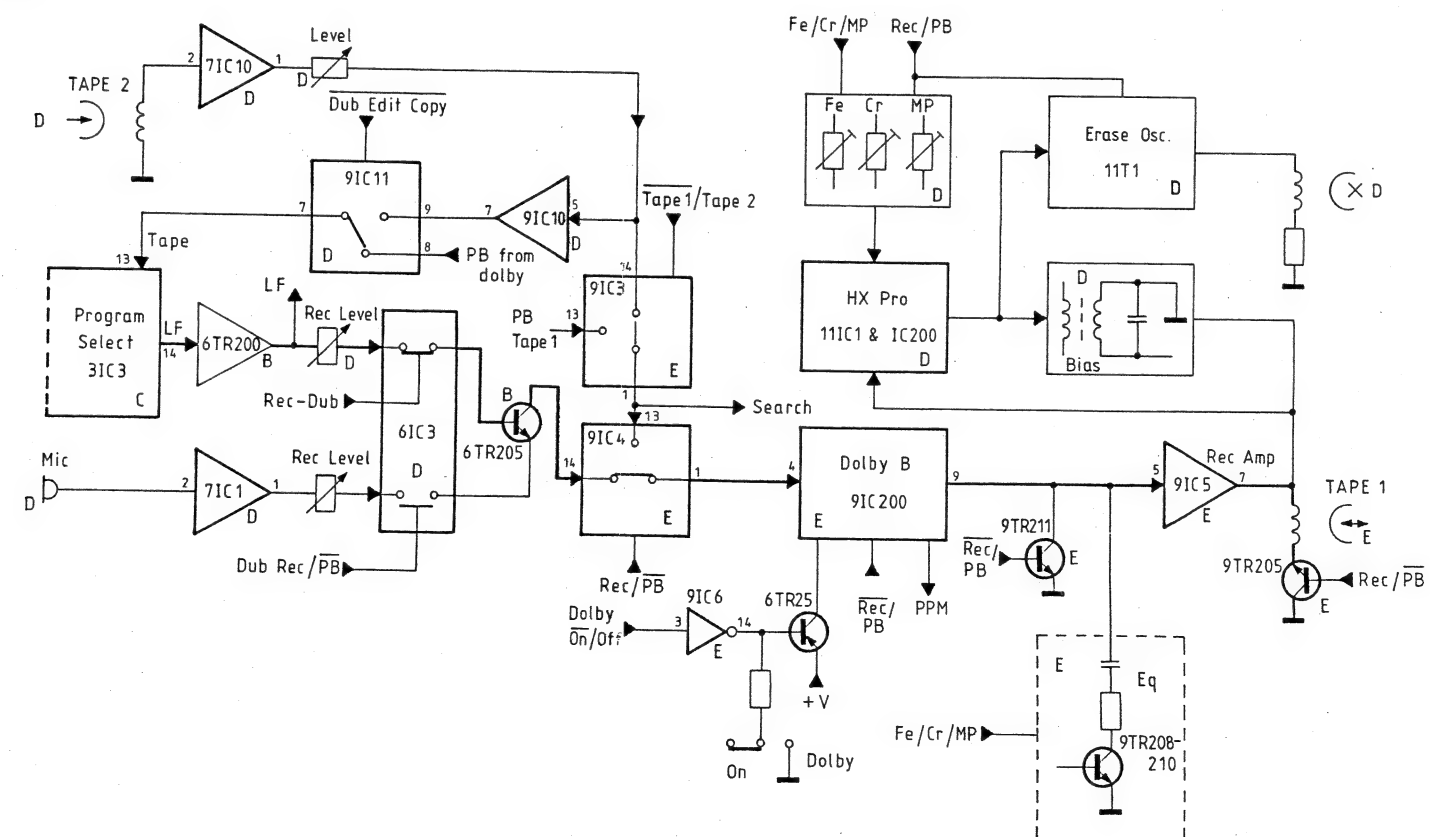 Fe/Cr/MP
Rec/PB
TAPE 2
D
2
7IC10
D
1
Level
D
Dub Edit Copy
9IC11
7
9
8
D
PB from
dolby
7
9IC10
5
D
Tape 1/Tape 2
Tape
13
Program
Select
3IC3
C
LF
14
6TR200
B
LF
Rec Level
D
Rec-Dub
6IC3
D
B
6TR205
14
9IC3
PB
Tape 1
13
E
1
Search
13
9IC4
14
1
E
Rec/PB
Mic
D
2
7IC1
D
1
Rec Level
Dub Rec/PB
Fe Cr MP
D
Erase Osc.
11T1
D
D
HX Pro
11IC1 & IC200
D
D
Bias
4
Dolby B
9IC200
E
9
Rec/
PB
PPM
Dolby
On/Off
3
9IC6
14
E
6TR25
+V
On
Dolby
9TR211
Rec/
PB
E
Rec Amp
5
9IC5
7
E
TAPE 1
E
9TR205
Rec/PB
E
E
Eq
Fe/Cr/MP
9TR208-
210